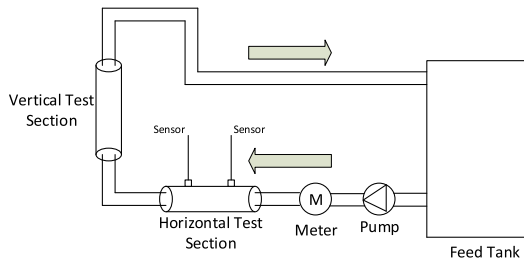 Vertical Test
Section
Sensor
Sensor
M
Horizontal Test
Section
Meter
Pump
Feed Tank